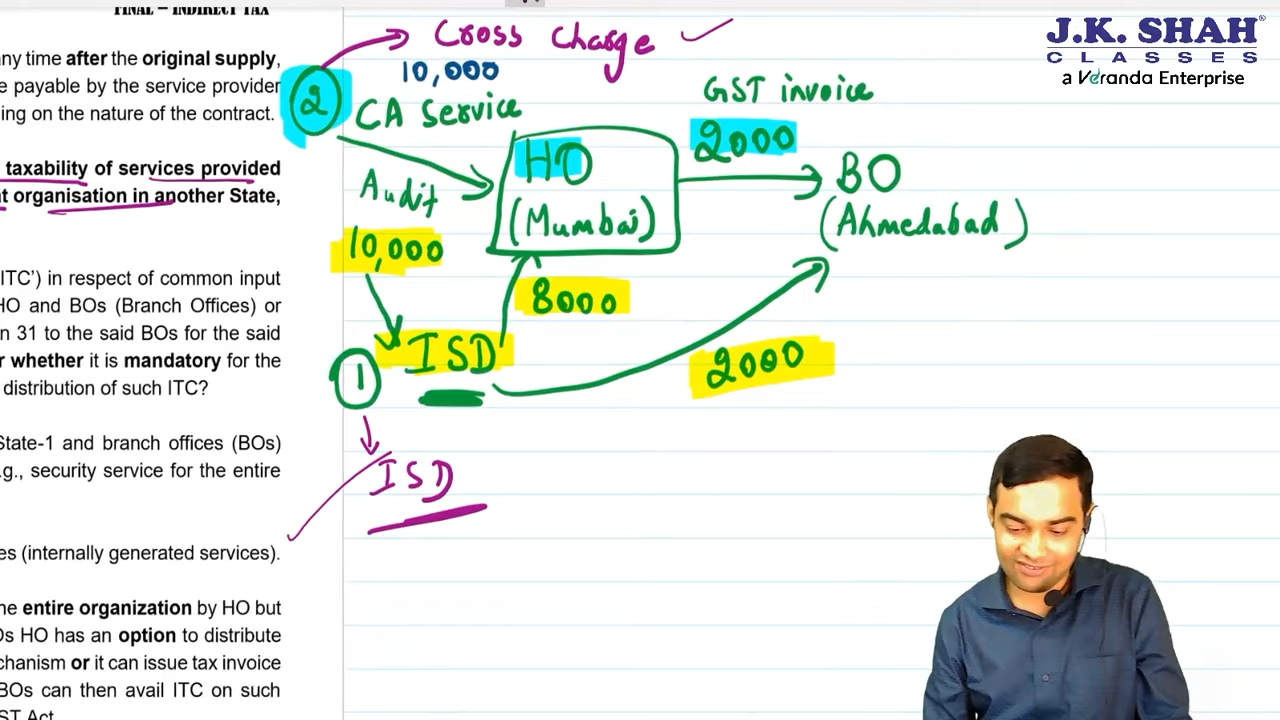 FINAL – INDIRECT TAX
any time after the original supply,
e payable by the service provider
ing on the nature of the contract.
taxability of services provided
t organisation in another State,
ITC’) in respect of common input
HO and BOs (Branch Offices) or
n 31 to the said BOs for the said
r whether it is mandatory for the
distribution of such ITC?
State-1 and branch offices (BOs)
.g., security service for the entire
es (internally generated services).
ne entire organization by HO but
Os HO has an option to distribute
chanism or it can issue tax invoice
BOs can then avail ITC on such
ST Act.
Cross Charge
10,000
2
CA Service
GST invoice
2000
HO
(Mumbai)
BO
(Ahmedabad)
Audit
10,000
8000
ISD
2000
1
ISD
J.K. SHAH®
CLASSES
a Veranda Enterprise